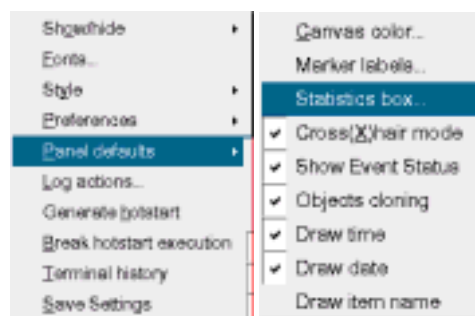 Show/hide
Fonts...
Style
Preferences
Panel defaults
Log actions...
Generate hotstart
Break hotstart execution
Terminal history
Save Settings
Canvas color...
Marker labels...
Statistics box...
Cross(X)hair mode
Show Event Status
Objects cloning
Draw time
Draw date
Draw item name